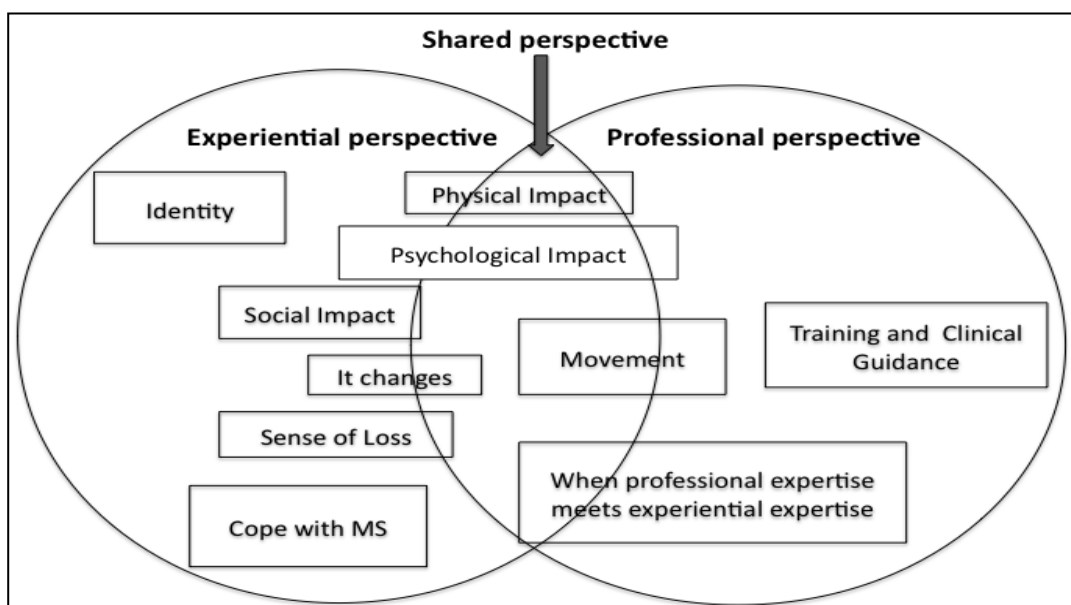 Shared perspective
Experiential perspective
Professional perspective
Identity
Physical Impact
Psychological Impact
Social Impact
It changes
Sense of Loss
Cope with MS
Movement
Training and Clinical
Guidance
When professional expertise
meets experiential expertise